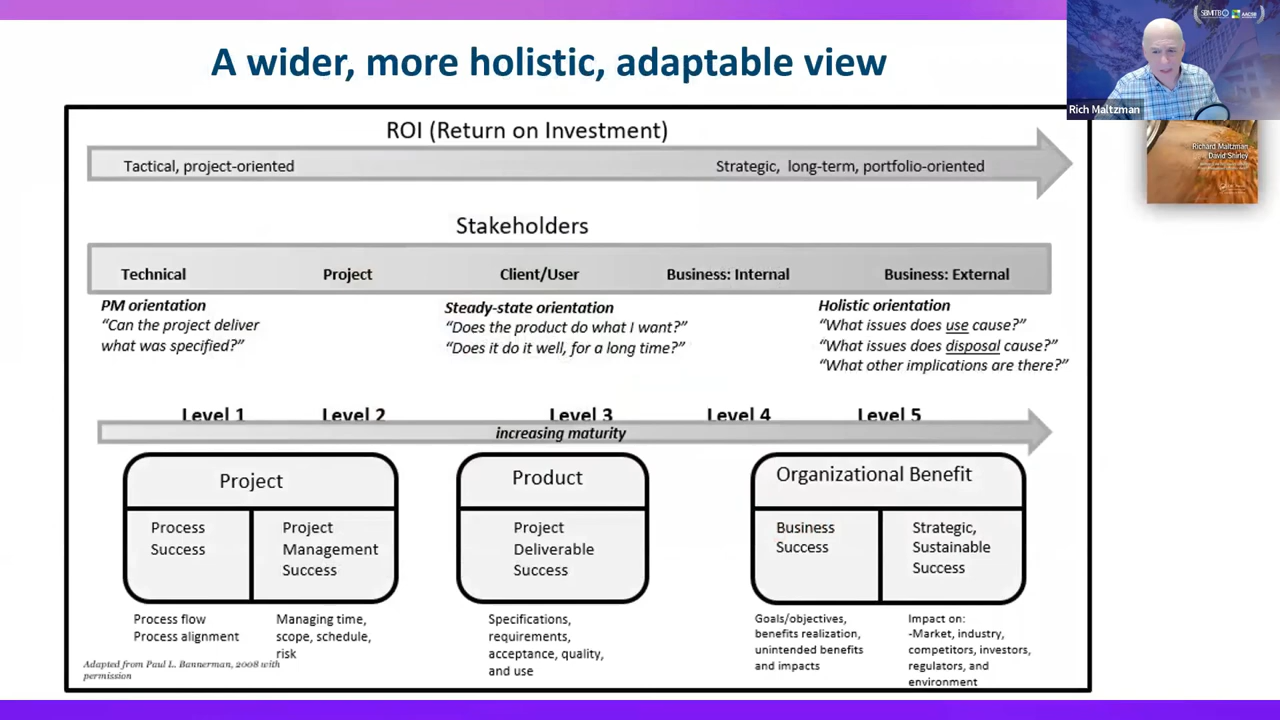 A wider, more holistic, adaptable view
SBMITB
AACSB
Rich Maltzman
Richard Maltzman
David Shirley
ROI (Return on Investment)
Tactical, project-oriented
Strategic, long-term, portfolio-oriented
Stakeholders
Technical
Project
Client/User
Business: Internal
Business: External
PM orientation
“Can the project deliver
what was specified?”
Steady-state orientation
“Does the product do what I want?”
“Does it do it well, for a long time?”
Holistic orientation
“What issues does use cause?”
“What issues does disposal cause?”
“What other implications are there?”
Level 1
Level 2
Level 3
Level 4
Level 5
increasing maturity
Project
Process
Success
Project
Management
Success
Product
Project
Deliverable
Success
Organizational Benefit
Business
Success
Strategic,
Sustainable
Success
Process flow
Process alignment
Managing time,
scope, schedule,
risk
Specifications,
requirements,
acceptance, quality,
and use
Goals/objectives,
benefits realization,
unintended benefits
and impacts
Impact on:
-Market, industry,
competitors, investors,
regulators, and
environment
Adapted from Paul L. Bannerman, 2008 with
permission